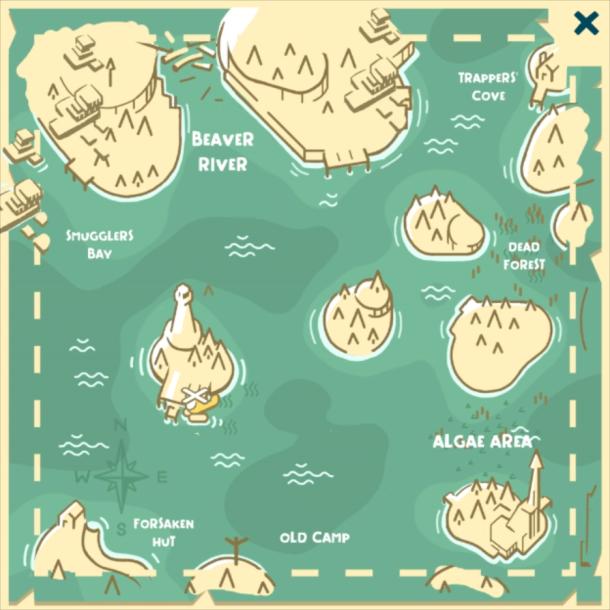 TRAPPERS'
COVE
BEAVER
RIVER
SMUGGLERS
BAY
DEAD
FOREST
N
W E
S
ALGAE AREA
FORSAKEN
HUT
OLD CAMP